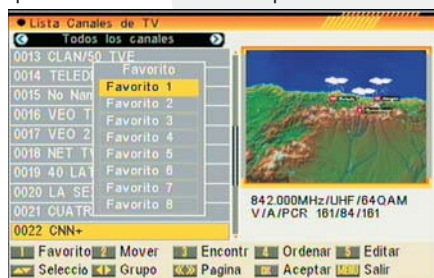 Lista Canales de TV
Todos los canales
0013 CLAN/50 TVE
0014 TELED
0015 No Nam
0016 VEO T
0017 VEO 2
0018 NET T
0019 40 LAT
0020 LA SE
0021 CUATR
0022 CNN+
Favorito
Favorito 1
Favorito 2
Favorito 3
Favorito 4
Favorito 5
Favorito 6
Favorito 7
Favorito 8
842.000MHz/UHF/64QAM
V/A/PCR 161/84/161
Favorito Mover Encontr Ordenar Editar
Seleccio Grupo Pagina OK Aceptar MENU Salir